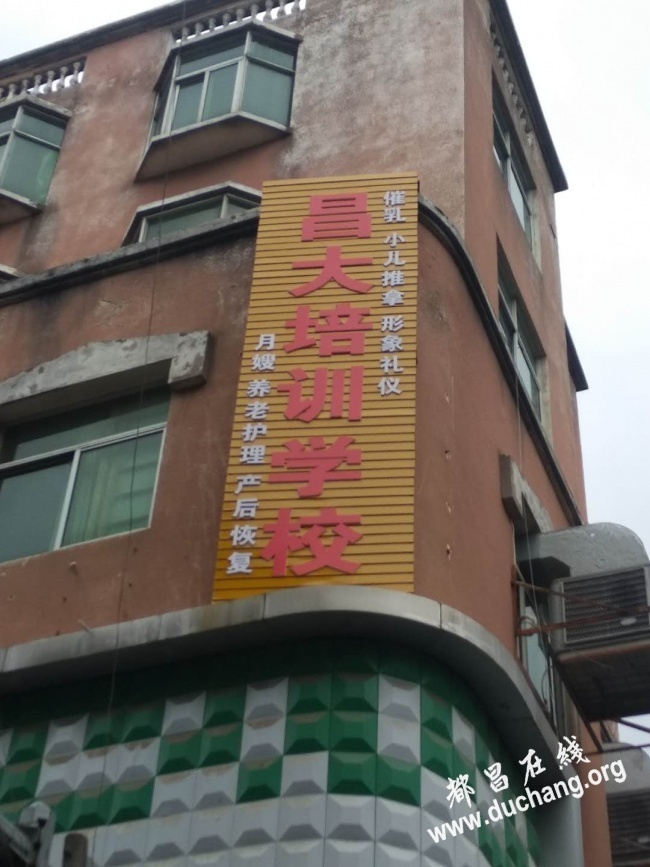 催乳 小儿推拿 形象礼仪
昌大培训学校
月嫂 养老护理 产后恢复
都昌在线
www.duchang.org